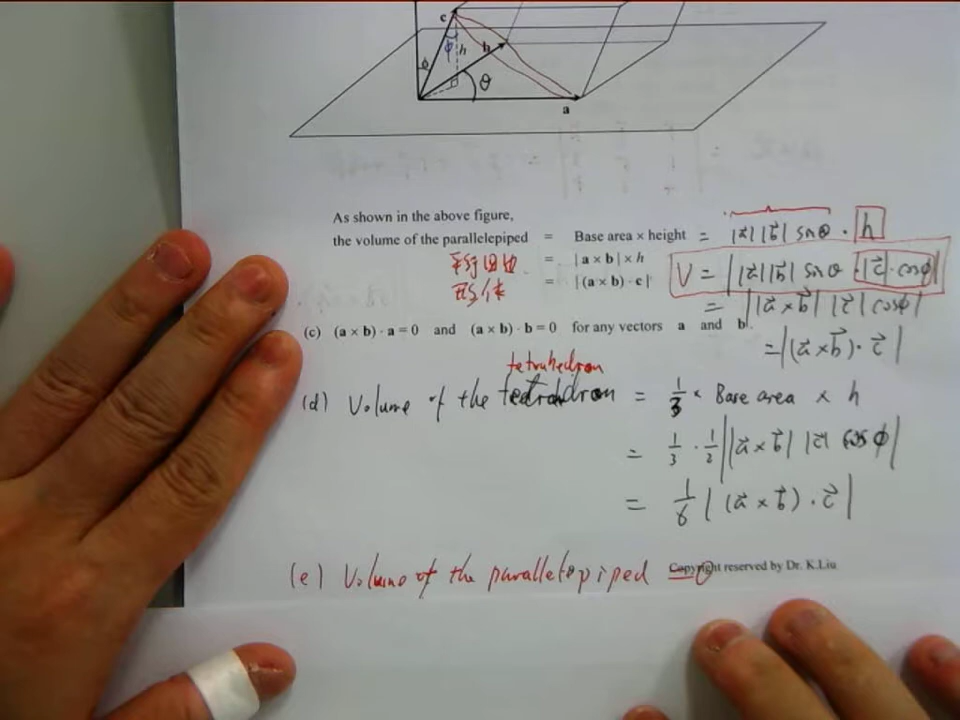 c
φ h b
φ
θ
a
As shown in the above figure,
the volume of the parallelepiped = Base area × height = |a⃗||b⃗| sinθ · h
= |a × b| × h
V = ||a⃗||b⃗| sinθ · |c⃗| · cosφ|
= |(a × b) · c|
= ||a⃗ × b⃗| |c⃗| cosφ|
(c) (a × b) · a = 0 and (a × b) · b = 0 for any vectors a and b.
= |(a⃗ × b⃗) · c⃗|
tetrahedron
(d) Volume of the = 1/3 × Base area × h
= 1/3 · 1/2 ||a⃗ × b⃗| |c⃗| cosφ|
= 1/6 |(a⃗ × b⃗) · c⃗|
(e) Volume of the parallelopiped = 0
Copyright reserved by Dr. K.Liu